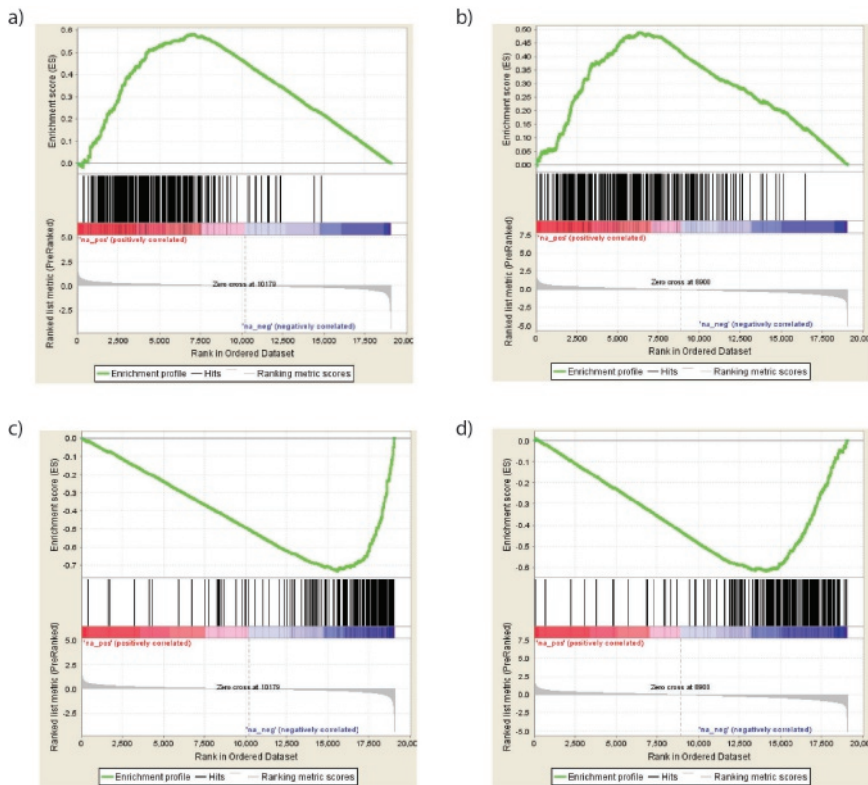 a)
Enrichment score (ES)
0.6
0.5
0.4
0.3
0.2
0.1
0.0
'na_pos' (positively correlated)
Ranked list metric (PreRanked)
5.0
2.5
0.0
-2.5
Zero cross at 10179
'na_neg' (negatively correlated)
0 2,500 5,000 7,500 10,000 12,500 15,000 17,500 20,000
Rank in Ordered Dataset
Enrichment profile Hits Ranking metric scores
b)
Enrichment score (ES)
0.50
0.45
0.40
0.35
0.30
0.25
0.20
0.15
0.10
0.05
0.00
'na_pos' (positively correlated)
Ranked list metric (PreRanked)
7.5
5.0
2.5
0.0
-2.5
-5.0
Zero cross at
'na_neg' (negatively correlated)
0 2,500 5,000 7,500 10,000 12,500 15,000 17,500 20,000
Rank in Ordered Dataset
Enrichment profile Hits Ranking metric scores
c)
Enrichment score (ES)
0.0
-0.1
-0.2
-0.3
-0.4
-0.5
-0.6
-0.7
'na_pos' (positively correlated)
Ranked list metric (PreRanked)
5.0
2.5
0.0
-2.5
Zero cross at 10179
'na_neg' (negatively correlated)
0 2,500 5,000 7,500 10,000 12,500 15,000 17,500 20,000
Rank in Ordered Dataset
Enrichment profile Hits Ranking metric scores
d)
Enrichment score (ES)
0.0
-0.1
-0.2
-0.3
-0.4
-0.5
-0.6
'na_pos' (positively correlated)
Ranked list metric (PreRanked)
7.5
5.0
2.5
0.0
-2.5
-5.0
Zero cross at
'na_neg' (negatively correlated)
0 2,500 5,000 7,500 10,000 12,500 15,000 17,500 20,000
Rank in Ordered Dataset
Enrichment profile Hits Ranking metric scores